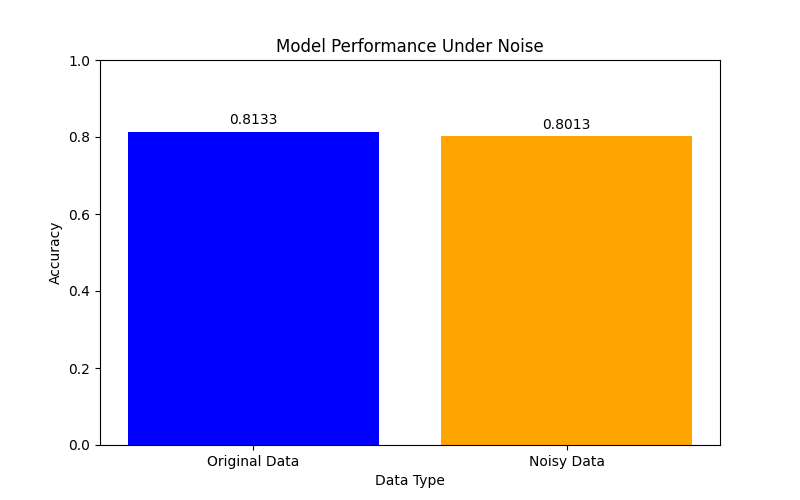 Model Performance Under Noise
1.0
0.8
0.6
0.4
0.2
0.0
Accuracy
0.8133
0.8013
Original Data
Noisy Data
Data Type